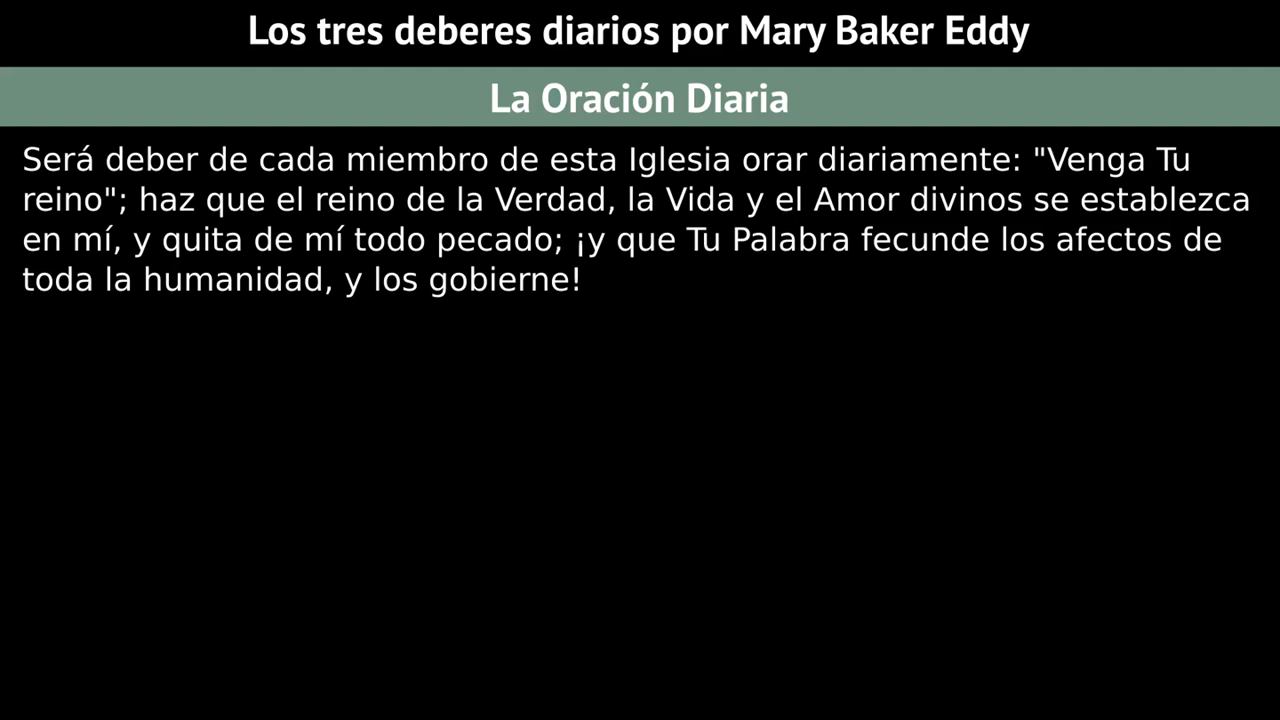 Los tres deberes diarios por Mary Baker Eddy
La Oración Diaria
Será deber de cada miembro de esta Iglesia orar diariamente: "Venga Tu
reino"; haz que el reino de la Verdad, la Vida y el Amor divinos se establezca
en mí, y quita de mí todo pecado; ¡y que Tu Palabra fecunde los afectos de
toda la humanidad, y los gobierne!